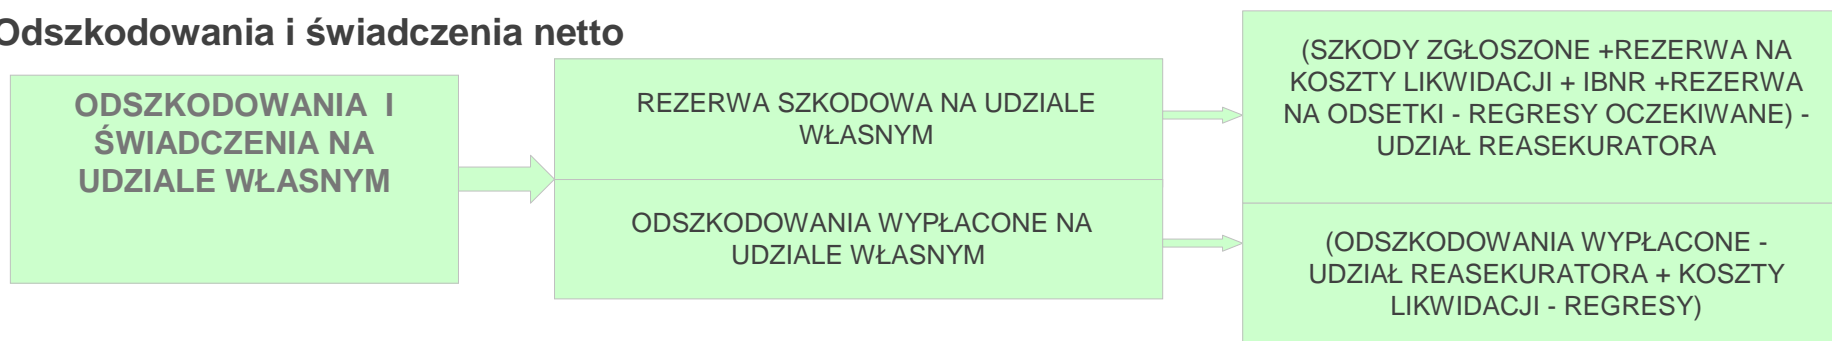 Odszkodowania i świadczenia netto
ODSZKODOWANIA I
ŚWIADCZENIA NA
UDZIALE WŁASNYM
REZERWA SZKODOWA NA UDZIALE
WŁASNYM
ODSZKODOWANIA WYPŁACONE NA
UDZIALE WŁASNYM
(SZKODY ZGŁOSZONE +REZERWA NA
KOSZTY LIKWIDACJI + IBNR +REZERWA
NA ODSETKI - REGRESY OCZEKIWANE) -
UDZIAŁ REASEKURATORA
(ODSZKODOWANIA WYPŁACONE -
UDZIAŁ REASEKURATORA + KOSZTY
LIKWIDACJI - REGRESY)